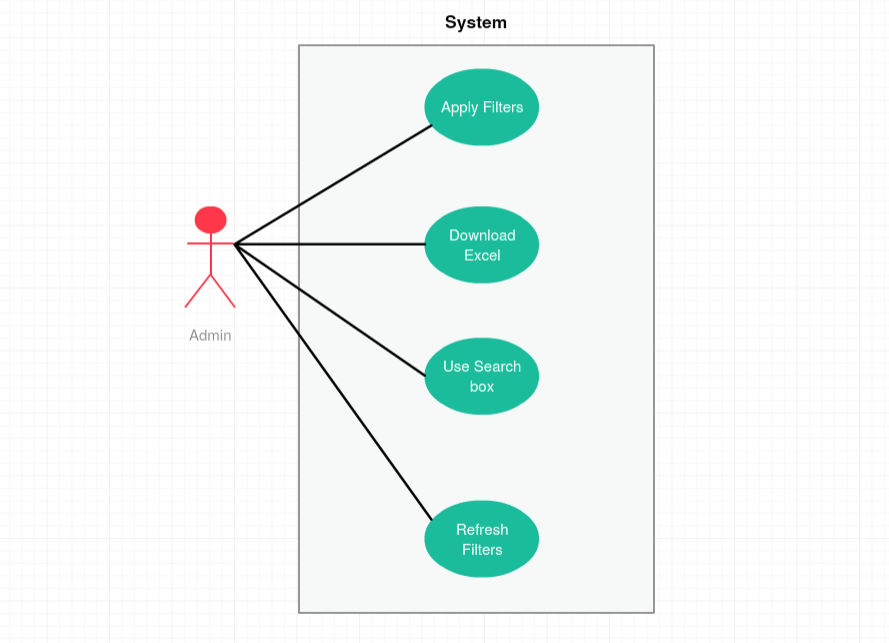 System
Apply Filters
Download
Excel
Admin
Use Search
box
Refresh
Filters